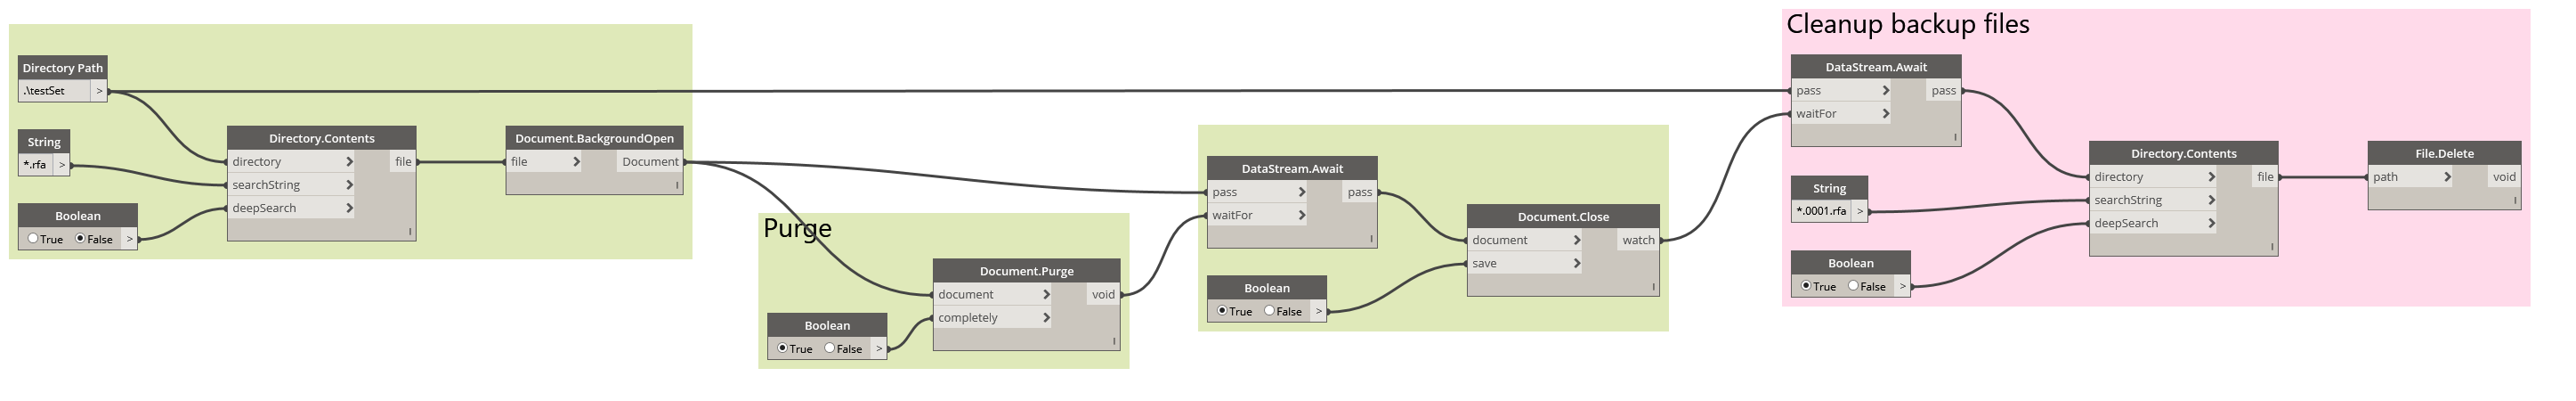 Directory Path
.\testSet >
String
*.rfa >
Boolean
True False >
Directory.Contents
directory > file
searchString >
deepSearch >
Document.BackgroundOpen
file > Document
Purge
Boolean
True False >
Document.Purge
document > void
completely >
DataStream.Await
pass > pass
waitFor >
Boolean
True False >
Document.Close
document > watch
save >
Cleanup backup files
DataStream.Await
pass > pass
waitFor >
String
*.0001.rfa >
Boolean
True False >
Directory.Contents
directory > file
searchString >
deepSearch >
File.Delete
path > void